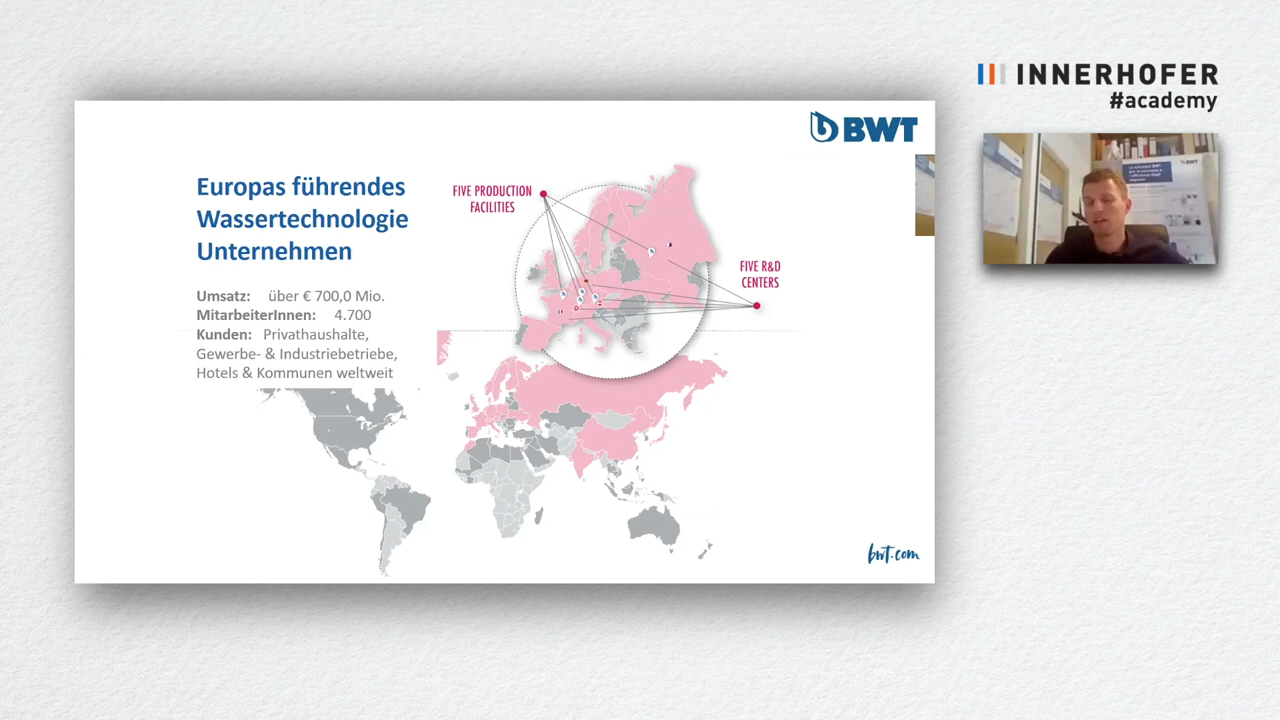 INNERHOFER
#academy
BWT
Europas führendes
Wassertechnologie
Unternehmen
Umsatz: über € 700,0 Mio.
MitarbeiterInnen: 4.700
Kunden: Privathaushalte,
Gewerbe- & Industriebetriebe,
Hotels & Kommunen weltweit
FIVE PRODUCTION
FACILITIES
FIVE R&D
CENTERS
bwt.com
BWT